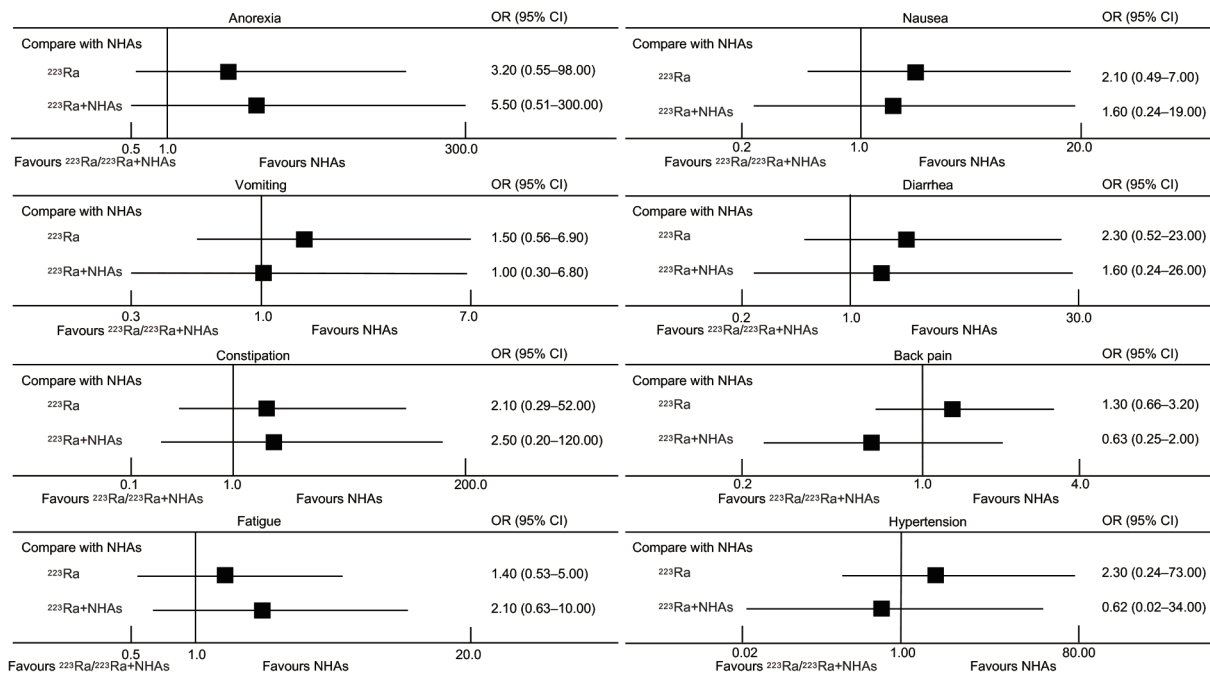 Anorexia OR (95% CI)
Compare with NHAs
²²³Ra 3.20 (0.55–98.00)
²²³Ra+NHAs 5.50 (0.51–300.00)
0.5 1.0 300.0
Favours ²²³Ra/²²³Ra+NHAs Favours NHAs
Nausea OR (95% CI)
Compare with NHAs
²²³Ra 2.10 (0.49–7.00)
²²³Ra+NHAs 1.60 (0.24–19.00)
0.2 1.0 20.0
Favours ²²³Ra/²²³Ra+NHAs Favours NHAs
Vomiting OR (95% CI)
Compare with NHAs
²²³Ra 1.50 (0.56–6.90)
²²³Ra+NHAs 1.00 (0.30–6.80)
0.3 1.0 7.0
Favours ²²³Ra/²²³Ra+NHAs Favours NHAs
Diarrhea OR (95% CI)
Compare with NHAs
²²³Ra 2.30 (0.52–23.00)
²²³Ra+NHAs 1.60 (0.24–26.00)
0.2 1.0 30.0
Favours ²²³Ra/²²³Ra+NHAs Favours NHAs
Constipation OR (95% CI)
Compare with NHAs
²²³Ra 2.10 (0.29–52.00)
²²³Ra+NHAs 2.50 (0.20–120.00)
0.1 1.0 200.0
Favours ²²³Ra/²²³Ra+NHAs Favours NHAs
Back pain OR (95% CI)
Compare with NHAs
²²³Ra 1.30 (0.66–3.20)
²²³Ra+NHAs 0.63 (0.25–2.00)
0.2 1.0 4.0
Favours ²²³Ra/²²³Ra+NHAs Favours NHAs
Fatigue OR (95% CI)
Compare with NHAs
²²³Ra 1.40 (0.53–5.00)
²²³Ra+NHAs 2.10 (0.63–10.00)
0.5 1.0 20.0
Favours ²²³Ra/²²³Ra+NHAs Favours NHAs
Hypertension OR (95% CI)
Compare with NHAs
²²³Ra 2.30 (0.24–73.00)
²²³Ra+NHAs 0.62 (0.02–34.00)
0.02 1.00 80.00
Favours ²²³Ra/²²³Ra+NHAs Favours NHAs